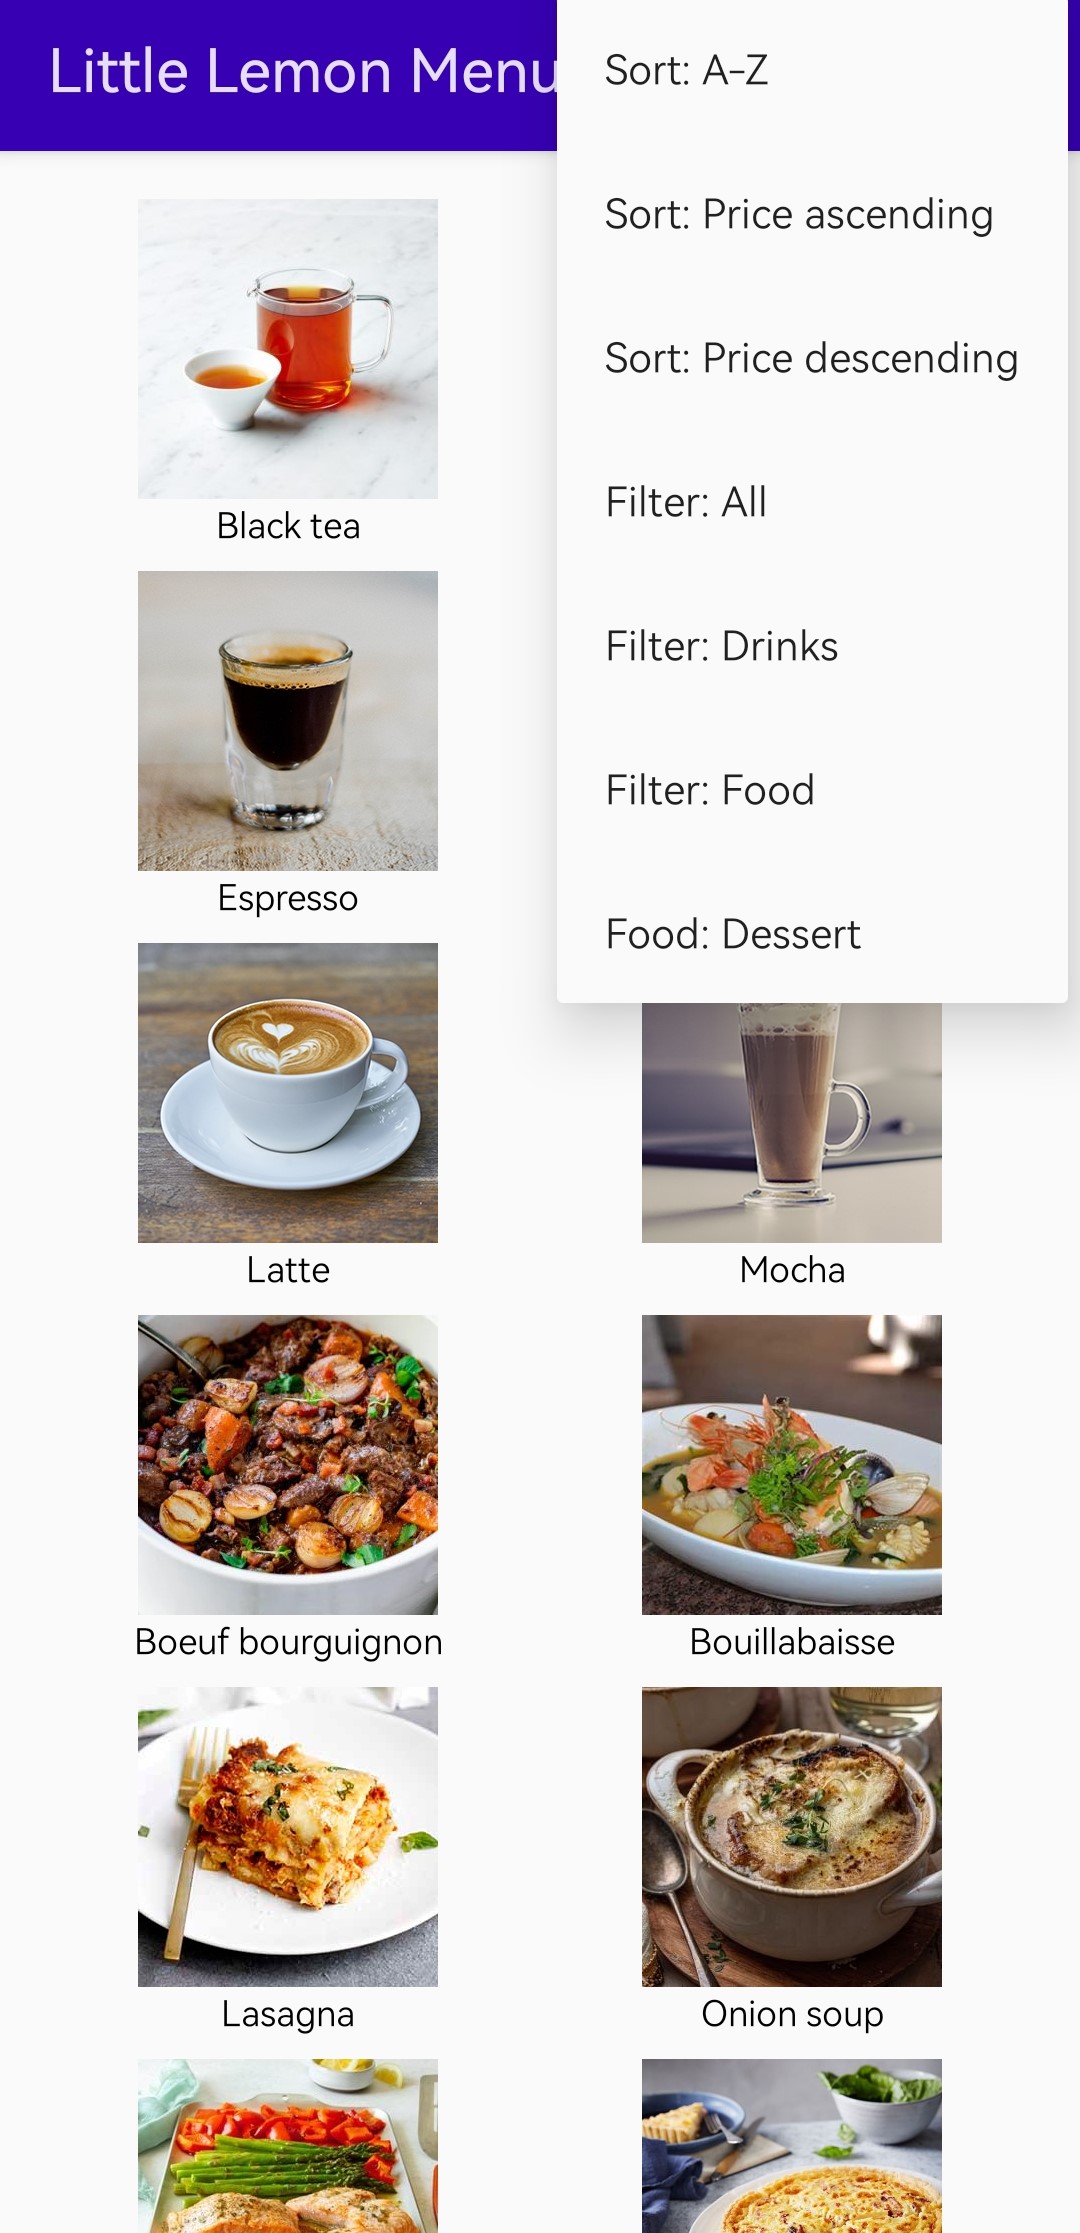 Little Lemon Menu
Sort: A-Z
Sort: Price ascending
Sort: Price descending
Filter: All
Filter: Drinks
Filter: Food
Food: Dessert
Black tea
Espresso
Latte
Mocha
Boeuf bourguignon
Bouillabaisse
Lasagna
Onion soup